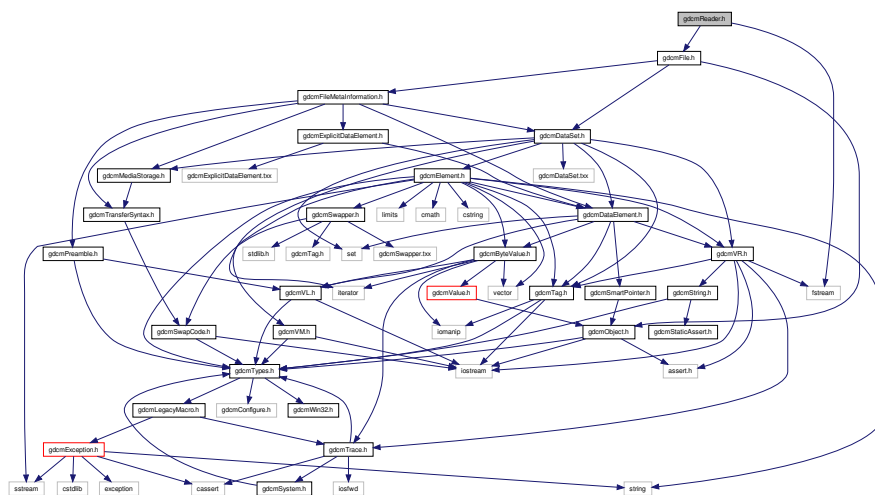 gdcmReader.h
gdcmFile.h
gdcmFileMetaInformation.h
gdcmExplicitDataElement.h
gdcmDataSet.h
gdcmMediaStorage.h
gdcmExplicitDataElement.txx
gdcmElement.h
gdcmDataSet.txx
gdcmTransferSyntax.h
gdcmSwapper.h
limits
cmath
cstring
gdcmDataElement.h
gdcmPreamble.h
stdlib.h
gdcmTag.h
set
gdcmSwapper.txx
gdcmByteValue.h
gdcmVR.h
gdcmVL.h
iterator
gdcmValue.h
vector
gdcmTag.h
gdcmSmartPointer.h
gdcmString.h
fstream
gdcmSwapCode.h
gdcmVM.h
iomanip
gdcmObject.h
gdcmStaticAssert.h
gdcmTypes.h
iostream
assert.h
gdcmLegacyMacro.h
gdcmConfigure.h
gdcmWin32.h
gdcmException.h
gdcmTrace.h
sstream
cstdlib
exception
cassert
gdcmSystem.h
iosfwd
string